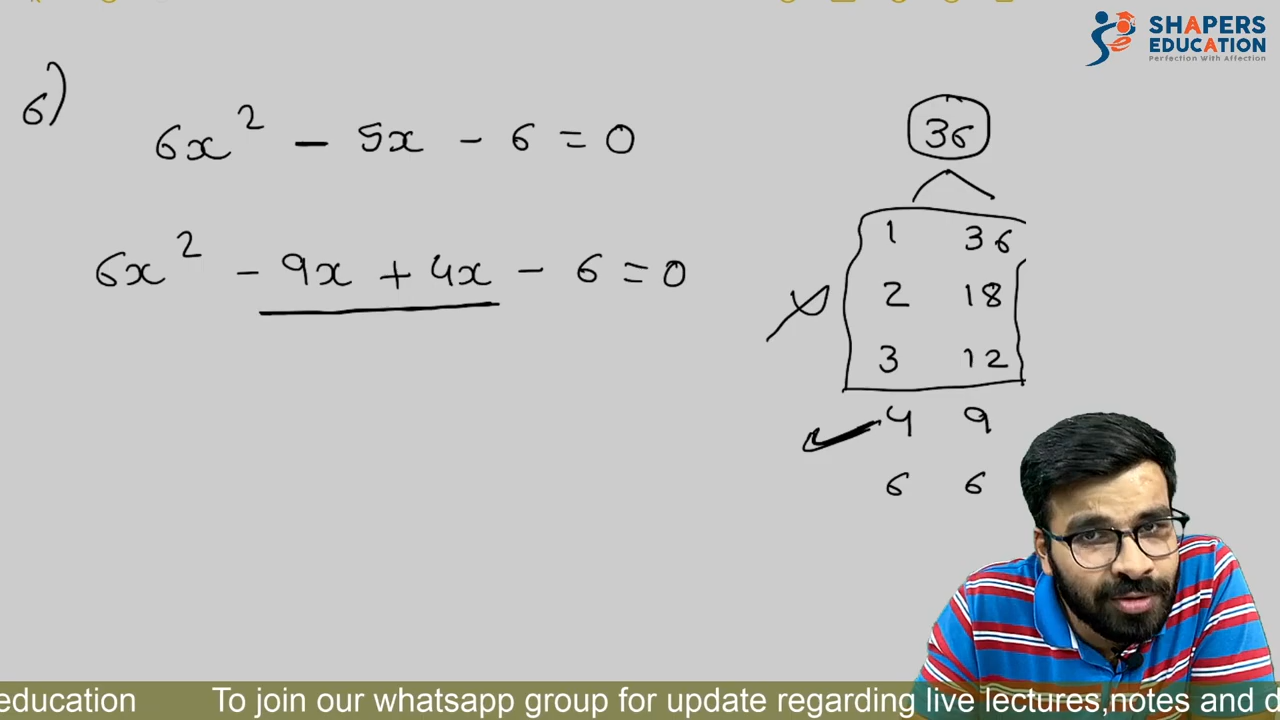 SHAPERS
EDUCATION
Perfection With Affection
6)
6x² - 5x - 6 = 0
6x² - 9x + 4x - 6 = 0
36
1 36
2 18
3 12
4 9
6 6
education To join our whatsapp group for update regarding live lectures,notes and d